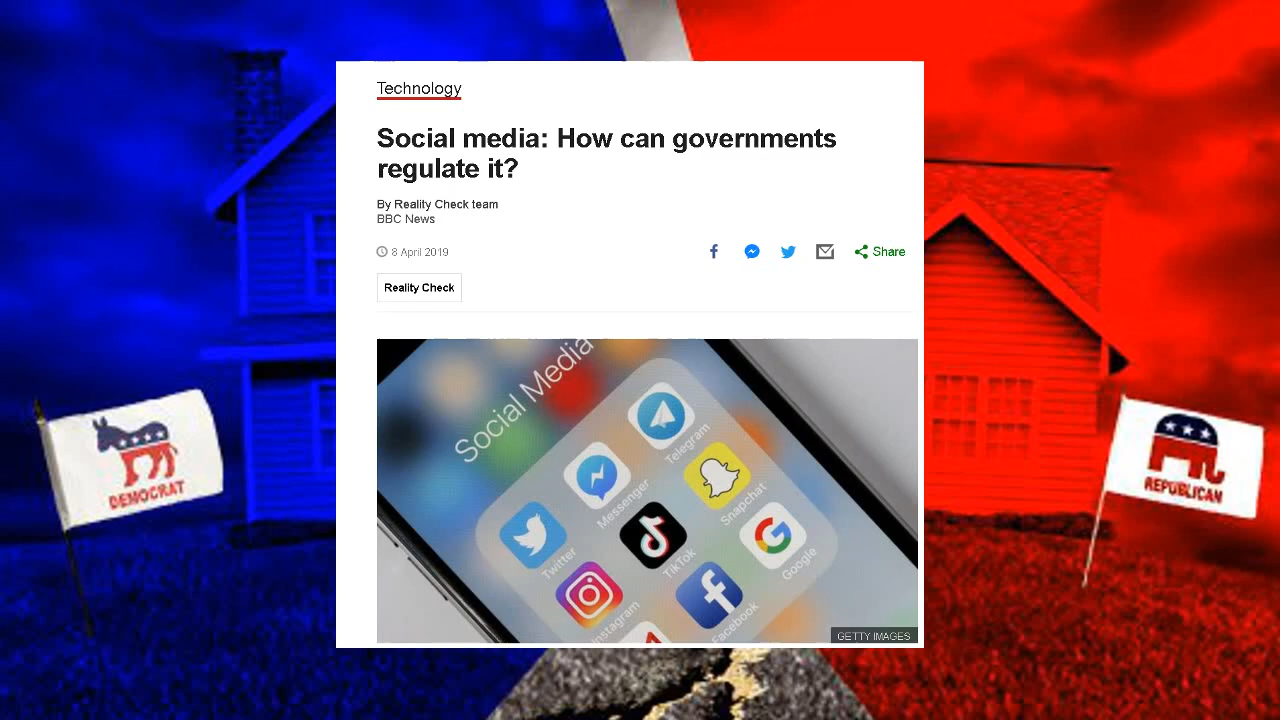 Technology
Social media: How can governments
regulate it?
By Reality Check team
BBC News
8 April 2019
Share
Reality Check
Social Media
Telegram
Messenger
Snapchat
Twitter
TikTok
Google
Instagram
Facebook
GETTY IMAGES
DEMOCRAT
REPUBLICAN